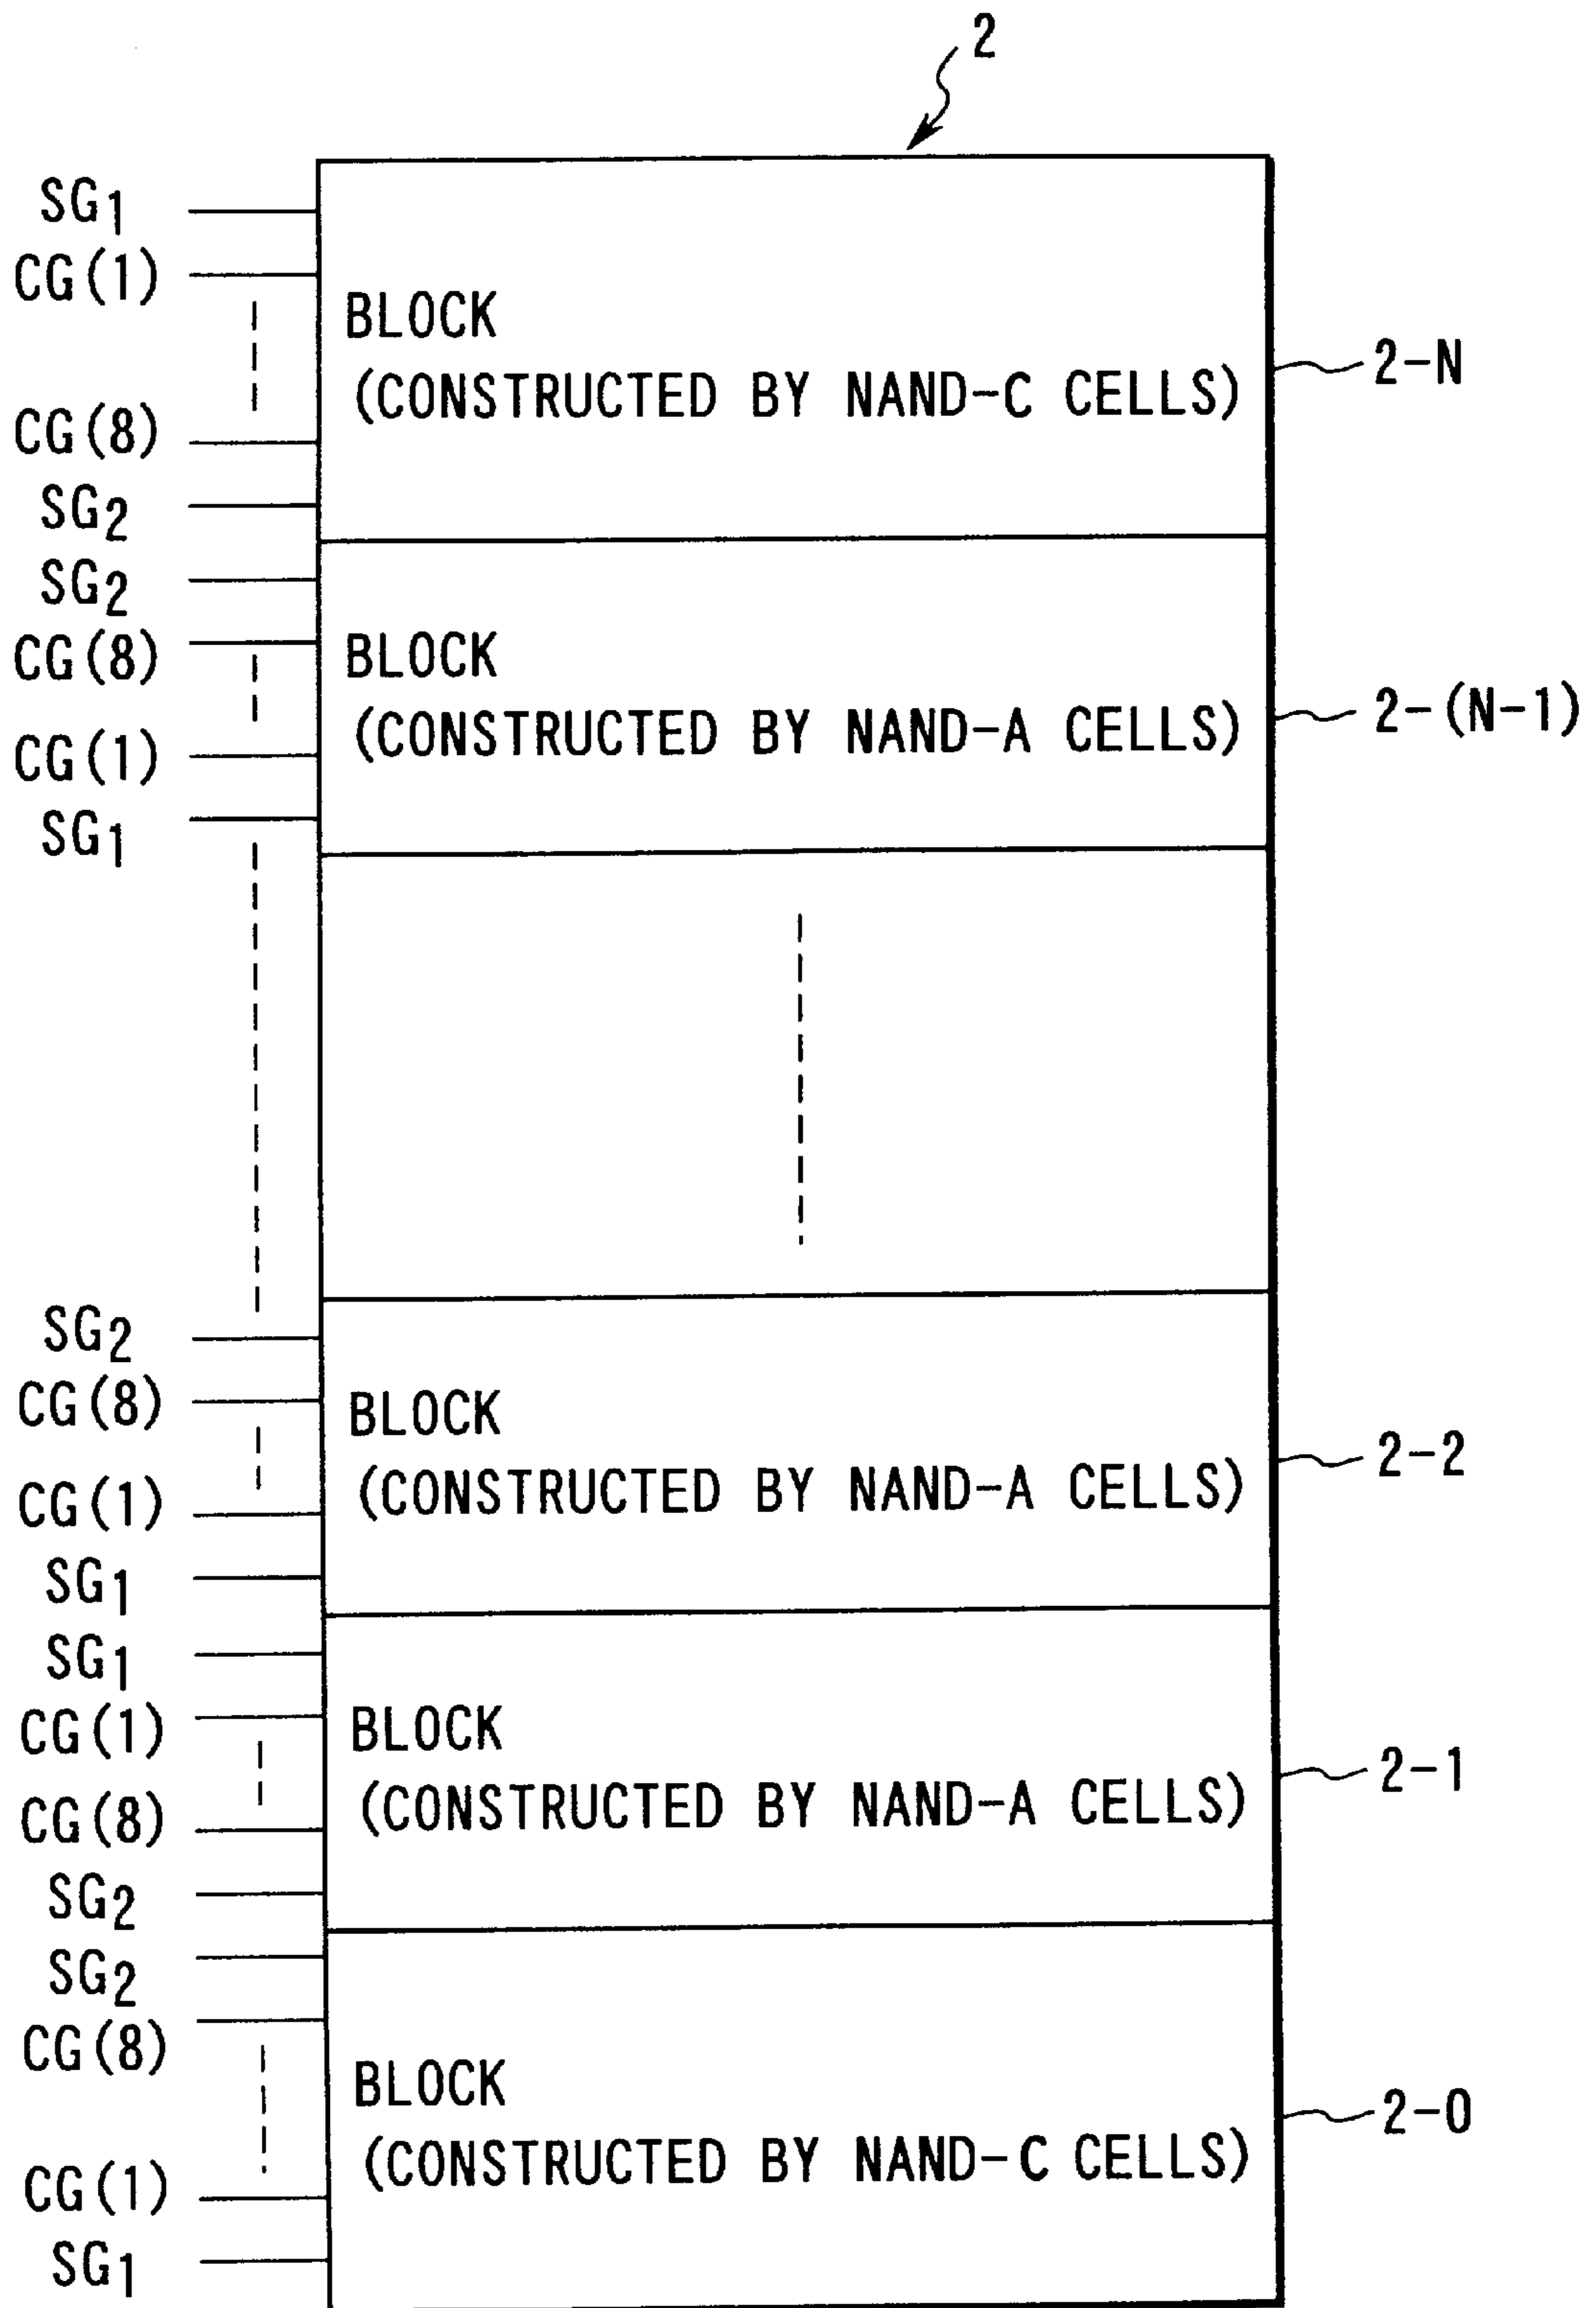 2
SG1
CG(1)
BLOCK
(CONSTRUCTED BY NAND-C CELLS)
2-N
CG(8)
SG2
SG2
CG(8)
BLOCK
(CONSTRUCTED BY NAND-A CELLS)
2-(N-1)
CG(1)
SG1
SG2
CG(8)
BLOCK
(CONSTRUCTED BY NAND-A CELLS)
2-2
CG(1)
SG1
SG1
CG(1)
BLOCK
(CONSTRUCTED BY NAND-A CELLS)
2-1
CG(8)
SG2
SG2
CG(8)
BLOCK
(CONSTRUCTED BY NAND-C CELLS)
2-0
CG(1)
SG1